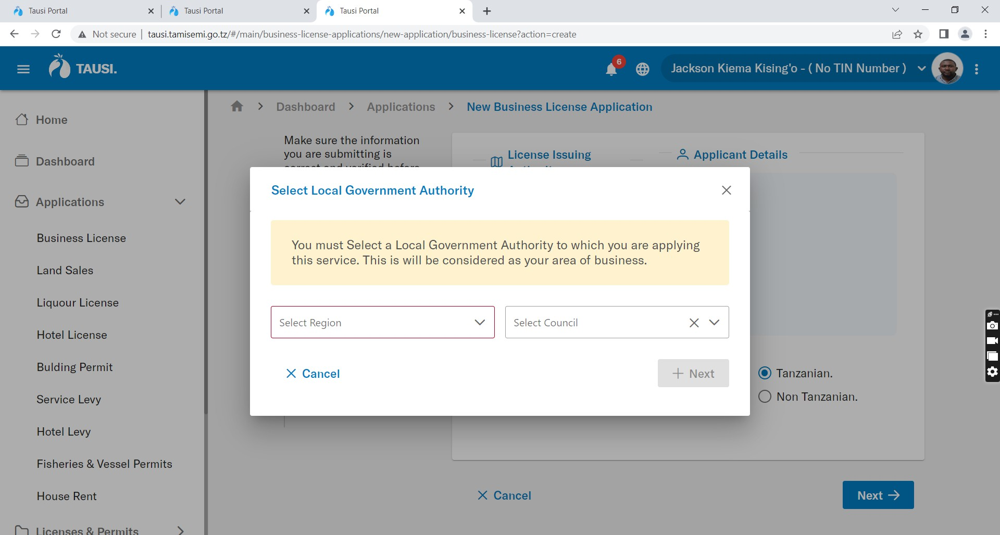 Tausi Portal
Tausi Portal
Tausi Portal
Not secure
tausi.tamisemi.go.tz/#/main/business-license-applications/new-application/business-license?action=create
TAUSI.
6
Jackson Kiema Kising'o - ( No TIN Number )
Home
Dashboard
Applications
Business License
Land Sales
Liquour License
Hotel License
Bulding Permit
Service Levy
Hotel Levy
Fisheries & Vessel Permits
House Rent
Licenses & Permits
Dashboard
Applications
New Business License Application
Make sure the information
you are submitting is
License Issuing
Applicant Details
Select Local Government Authority
You must Select a Local Government Authority to which you are applying
this service. This is will be considered as your area of business.
Select Region
Select Council
Cancel
Next
Tanzanian.
Non Tanzanian.
Cancel
Next